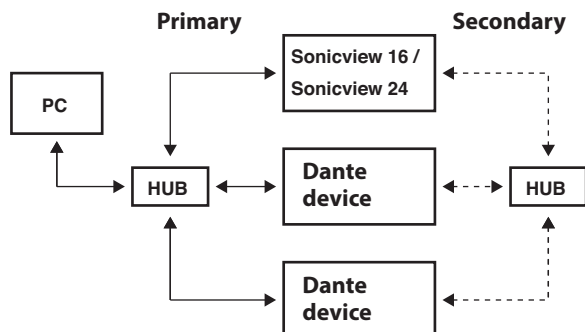 Primary
Secondary
Sonicview 16 /
Sonicview 24
PC
HUB
Dante
device
HUB
Dante
device